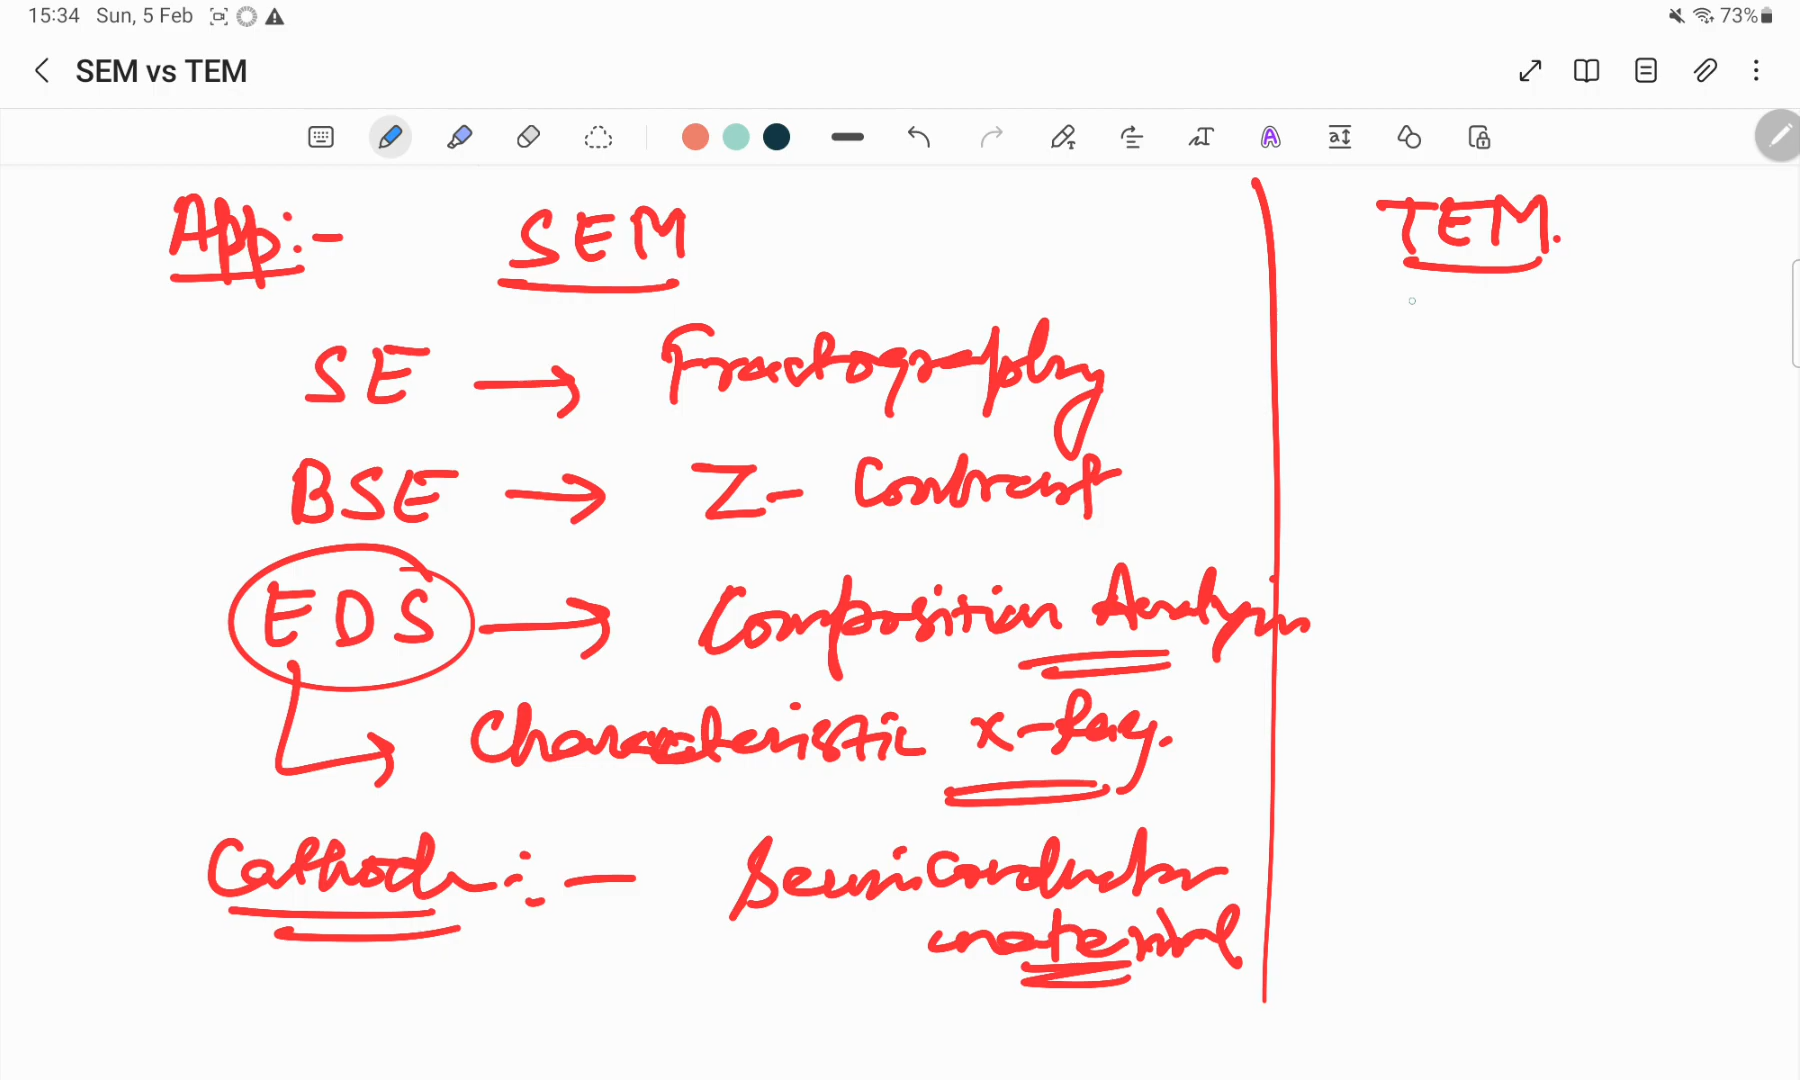 15:34 Sun, 5 Feb 73%
SEM vs TEM
App:- SEM TEM.
SE → Fractography
BSE → Z- Contrast
EDS → Composition Analysis
→ Characteristic x-Ray.
Cathodo:- Semiconductor
material